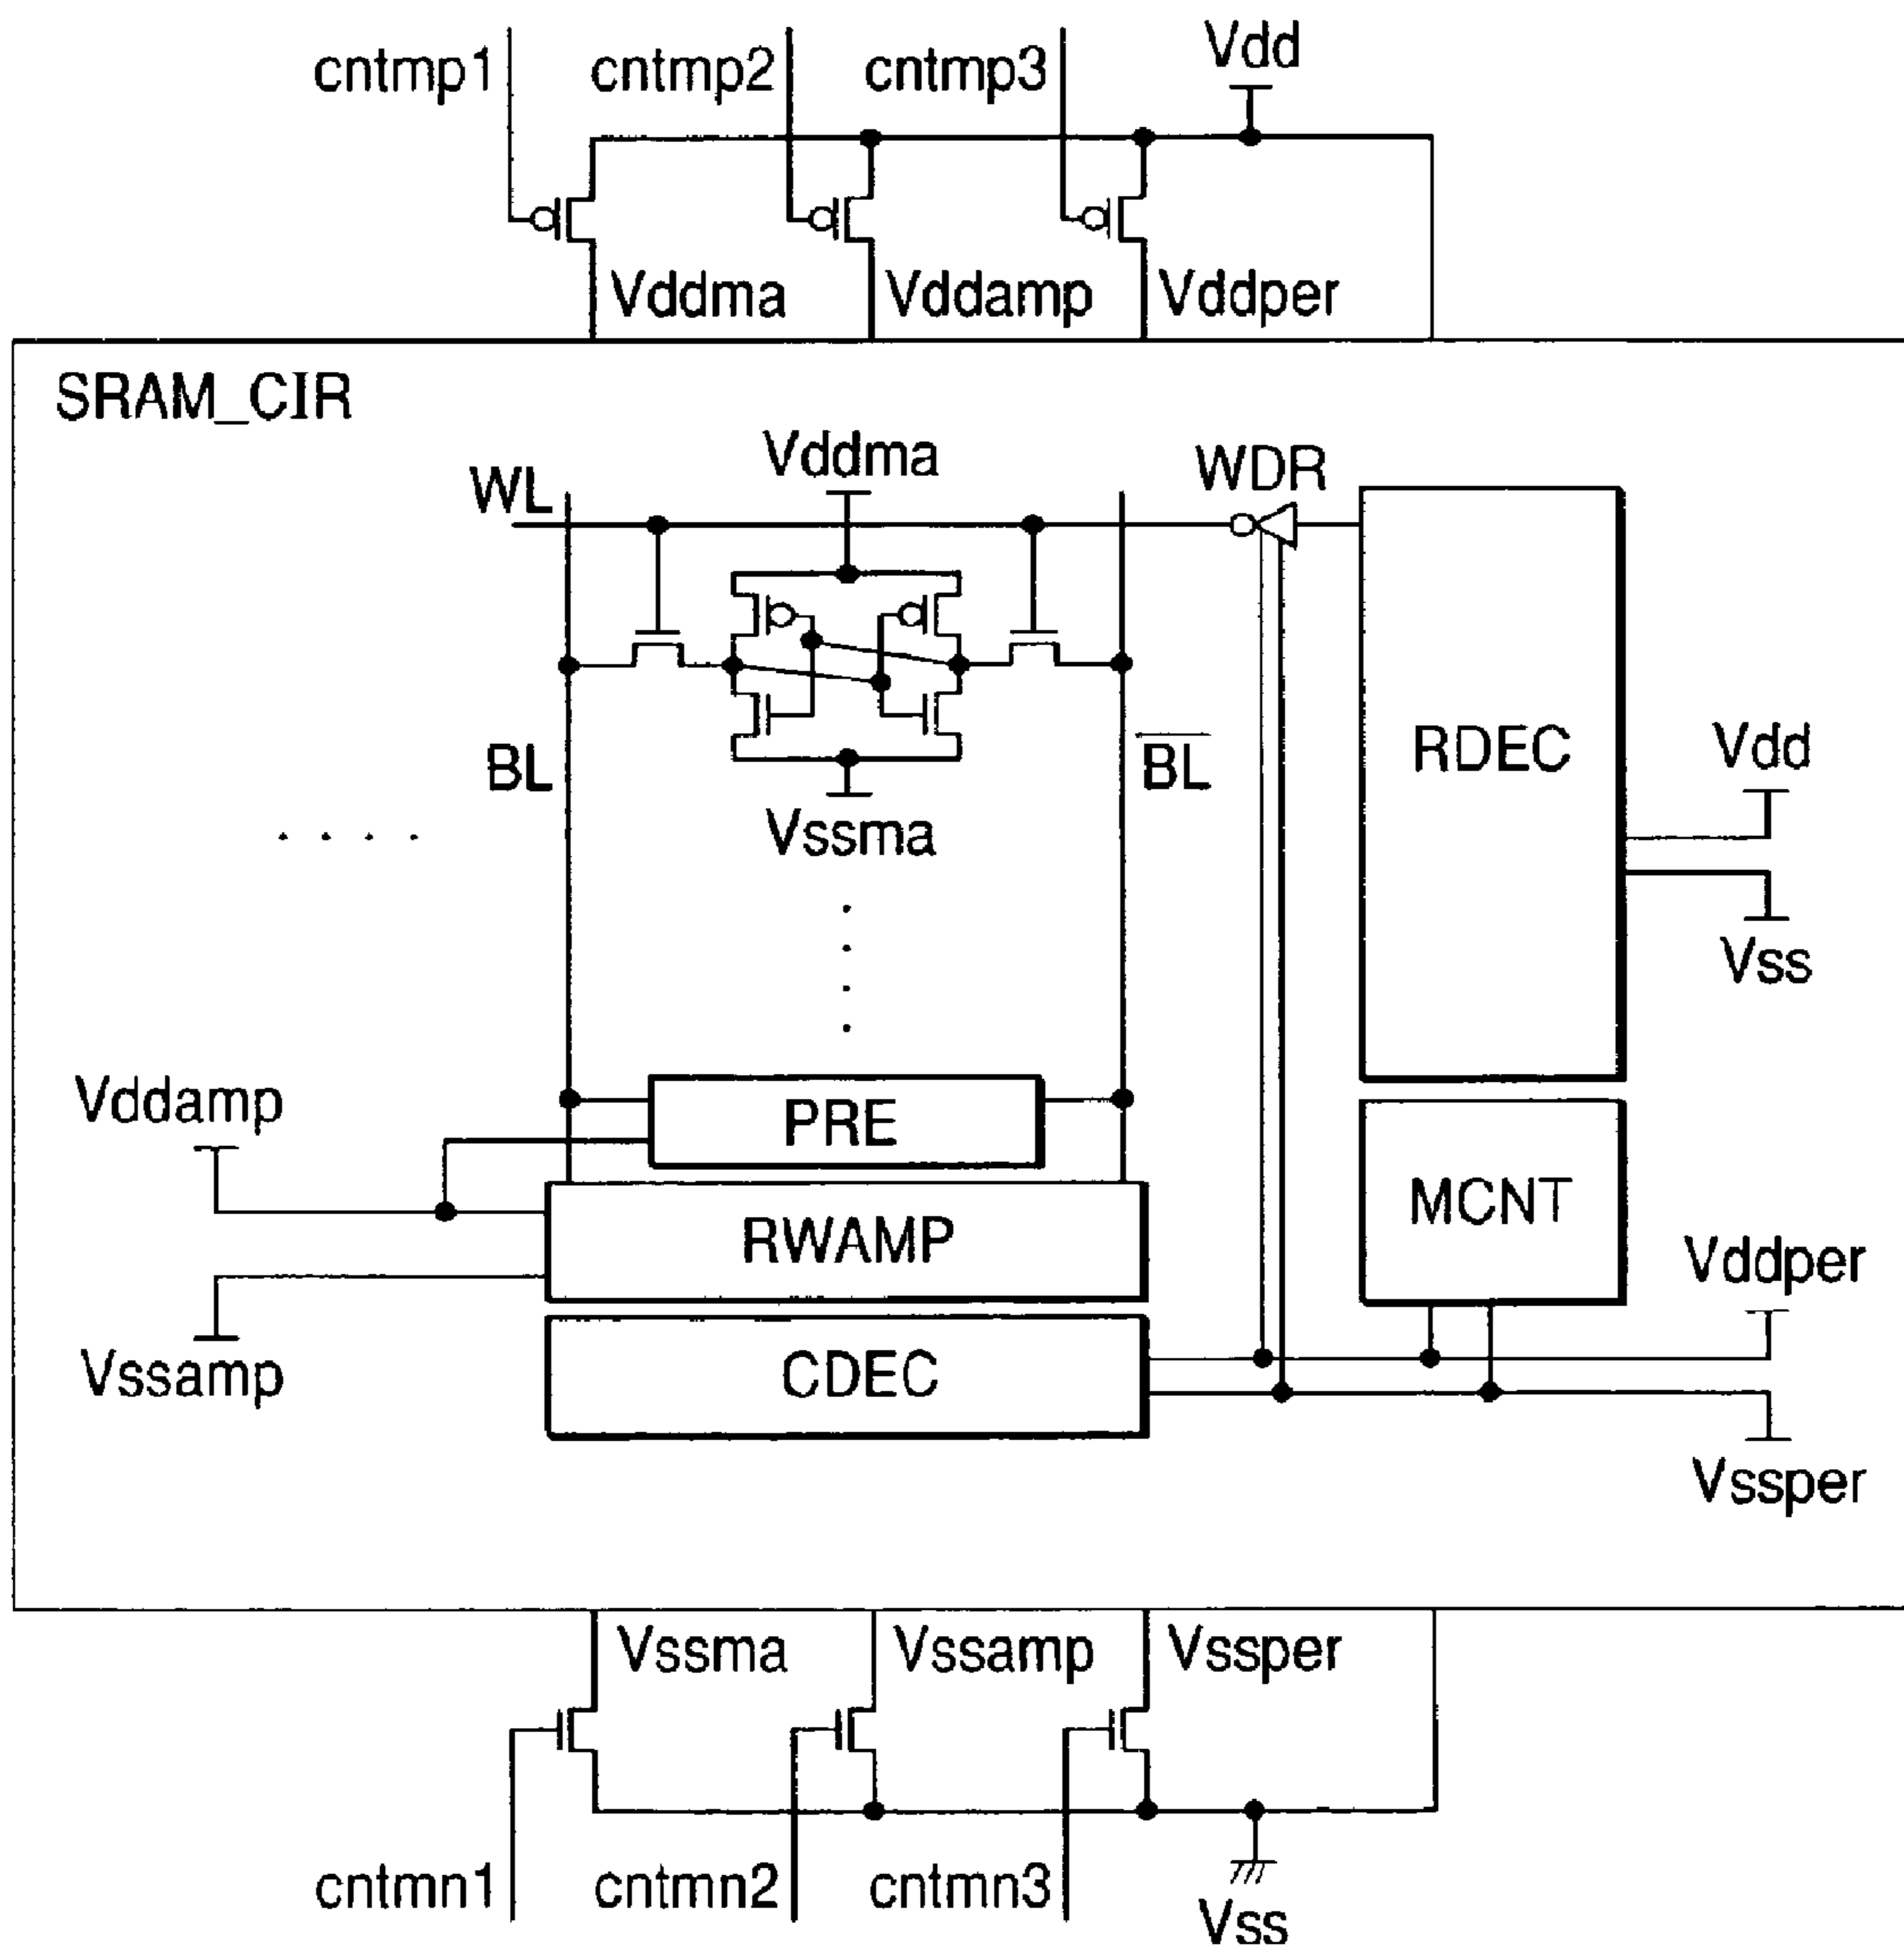 cntmp1 cntmp2 cntmp3 Vdd
Vddma Vddamp Vddper
SRAM_CIR
Vddma WDR
WL
RDEC Vdd
BL B̅L̅
Vssma
Vss
Vddamp PRE
MCNT
RWAMP Vddper
Vssamp CDEC
Vssper
Vssma Vssamp Vssper
cntmn1 cntmn2 cntmn3
Vss